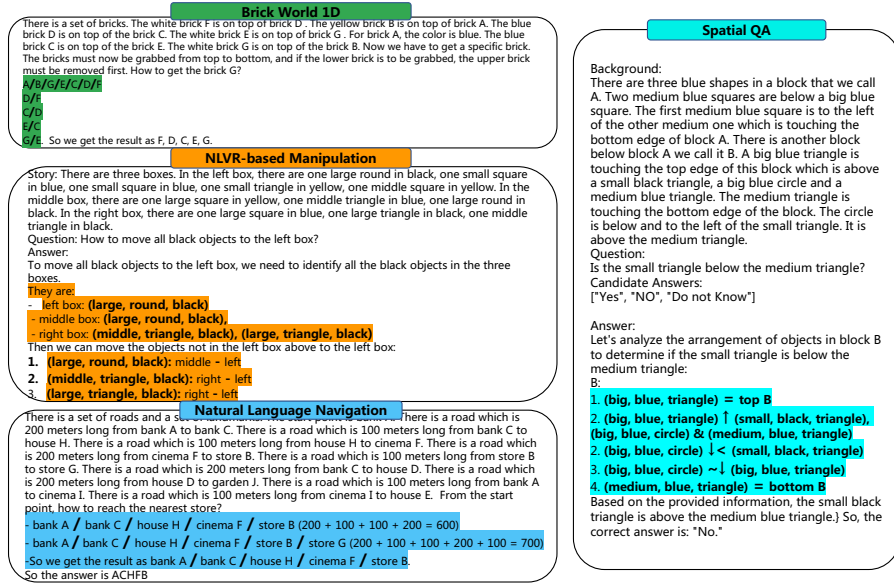 Brick World 1D
There is a set of bricks. The white brick F is on top of brick D . The yellow brick B is on top of brick A. The blue
brick D is on top of the brick C. The white brick E is on top of brick G . For brick A, the color is blue. The blue
brick C is on top of the brick E. The white brick G is on top of the brick B. Now we have to get a specific brick.
The bricks must now be grabbed from top to bottom, and if the lower brick is to be grabbed, the upper brick
must be removed first. How to get the brick G?
A/B/G/E/C/D/F
D/F
C/D
E/C
G/E. So we get the result as F, D, C, E, G.
NLVR-based Manipulation
Story: There are three boxes. In the left box, there are one large round in black, one small square
in blue, one small square in blue, one small triangle in yellow, one middle square in yellow. In the
middle box, there are one large square in yellow, one middle triangle in blue, one large round in
black. In the right box, there are one large square in blue, one large triangle in black, one middle
triangle in black.
Question: How to move all black objects to the left box?
Answer:
To move all black objects to the left box, we need to identify all the black objects in the three
boxes.
They are:
- left box: (large, round, black)
- middle box: (large, round, black),
- right box: (middle, triangle, black), (large, triangle, black)
Then we can move the objects not in the left box above to the left box:
1. (large, round, black): middle - left
2. (middle, triangle, black): right - left
3. (large, triangle, black): right - left
Natural Language Navigation
There is a set of roads and a There is a road which is
200 meters long from bank A to bank C. There is a road which is 100 meters long from bank C to
house H. There is a road which is 100 meters long from house H to cinema F. There is a road which
is 200 meters long from cinema F to store B. There is a road which is 100 meters long from store B
to store G. There is a road which is 200 meters long from bank C to house D. There is a road which
is 200 meters long from house D to garden J. There is a road which is 100 meters long from bank A
to cinema I. There is a road which is 100 meters long from cinema I to house E. From the start
point, how to reach the nearest store?
- bank A / bank C / house H / cinema F / store B (200 + 100 + 100 + 200 = 600)
- bank A / bank C / house H / cinema F / store B / store G (200 + 100 + 100 + 200 + 100 = 700)
-So we get the result as bank A / bank C / house H / cinema F / store B.
So the answer is ACHFB
Spatial QA
Background:
There are three blue shapes in a block that we call
A. Two medium blue squares are below a big blue
square. The first medium blue square is to the left
of the other medium one which is touching the
bottom edge of block A. There is another block
below block A we call it B. A big blue triangle is
touching the top edge of this block which is above
a small black triangle, a big blue circle and a
medium blue triangle. The medium triangle is
touching the bottom edge of the block. The circle
is below and to the left of the small triangle. It is
above the medium triangle.
Question:
Is the small triangle below the medium triangle?
Candidate Answers:
["Yes", "NO", "Do not Know"]
Answer:
Let's analyze the arrangement of objects in block B
to determine if the small triangle is below the
medium triangle:
B:
1. (big, blue, triangle) = top B
2. (big, blue, triangle) ↑ (small, black, triangle),
(big, blue, circle) & (medium, blue, triangle)
2. (big, blue, circle) ↓< (small, black, triangle)
3. (big, blue, circle) ~↓ (big, blue, triangle)
4. (medium, blue, triangle) = bottom B
Based on the provided information, the small black
triangle is above the medium blue triangle.} So, the
correct answer is: "No."